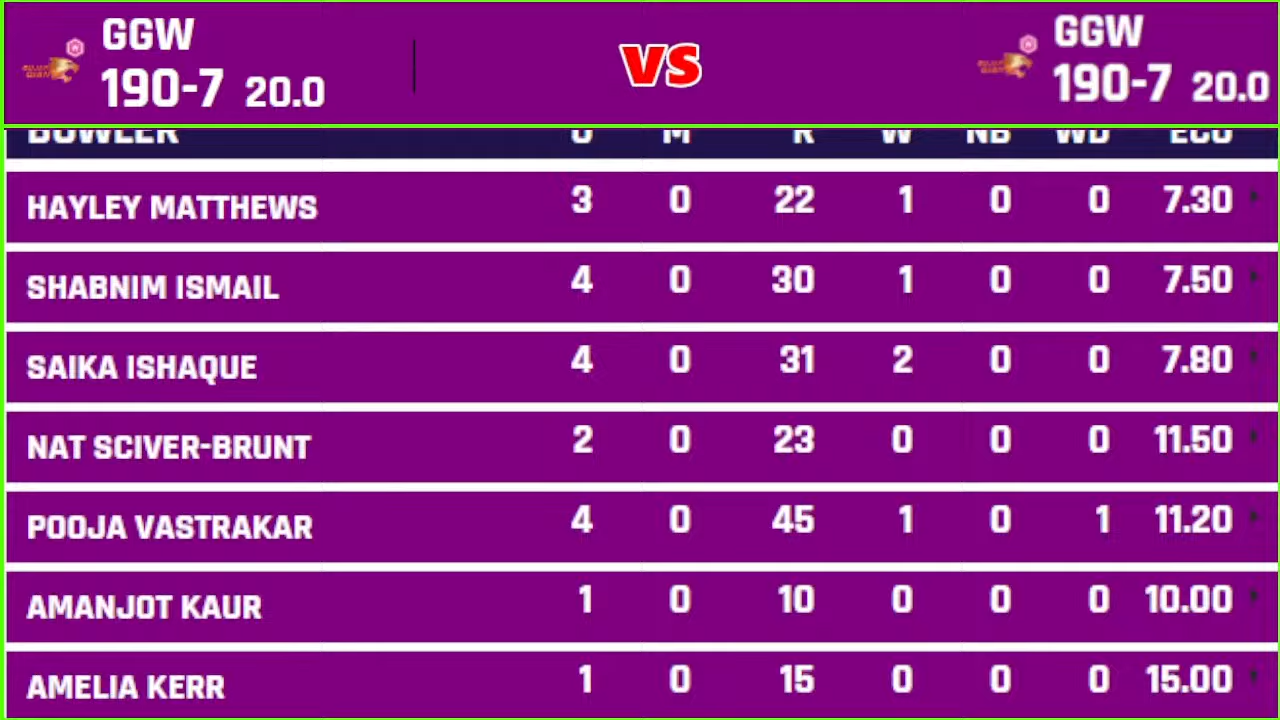 GGW
190-7 20.0
VS
GGW
190-7 20.0
BOWLER O M R W NB WD ECO
HAYLEY MATTHEWS 3 0 22 1 0 0 7.30
SHABNIM ISMAIL 4 0 30 1 0 0 7.50
SAIKA ISHAQUE 4 0 31 2 0 0 7.80
NAT SCIVER-BRUNT 2 0 23 0 0 0 11.50
POOJA VASTRAKAR 4 0 45 1 0 1 11.20
AMANJOT KAUR 1 0 10 0 0 0 10.00
AMELIA KERR 1 0 15 0 0 0 15.00